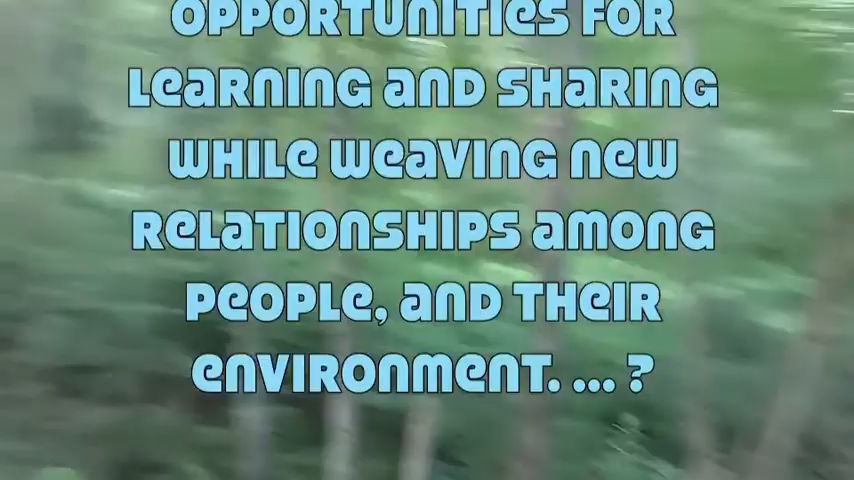 OPPORTUNITIES FOR
LEARNING AND SHARING
WHILE WEAVING NEW
RELATIONSHIPS AMONG
PEOPLE, AND THEIR
ENVIRONMENT. ... ?